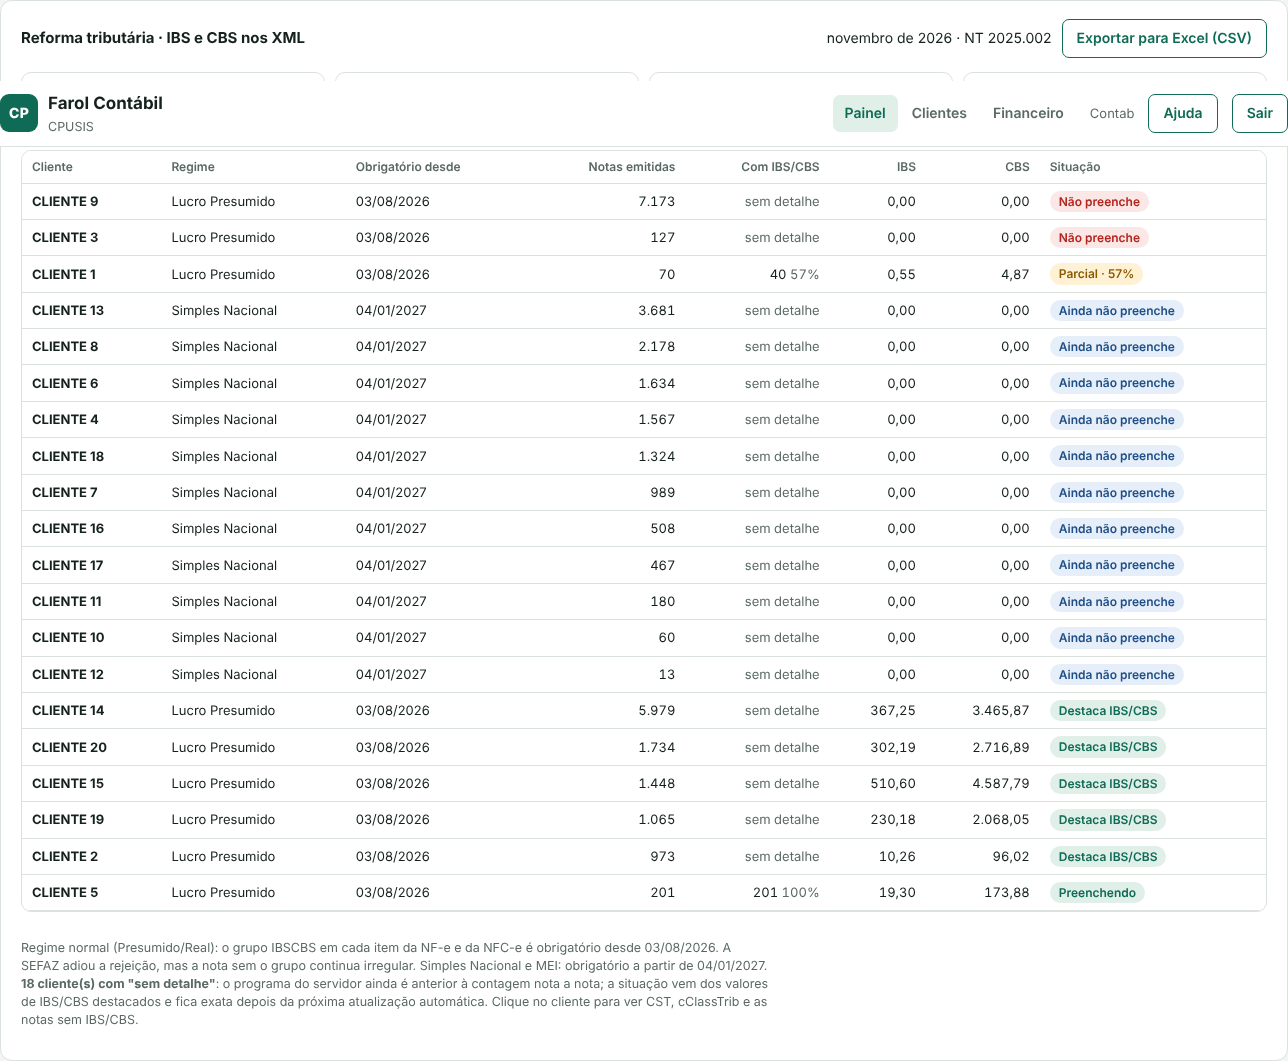 Reforma tributária · IBS e CBS nos XML
novembro de 2026 · NT 2025.002 Exportar para Excel (CSV)
CP Farol Contábil
CPUSIS
Painel Clientes Financeiro Contab Ajuda Sair
Cliente Regime Obrigatório desde Notas emitidas Com IBS/CBS IBS CBS Situação
CLIENTE 9 Lucro Presumido 03/08/2026 7.173 sem detalhe 0,00 0,00 Não preenche
CLIENTE 3 Lucro Presumido 03/08/2026 127 sem detalhe 0,00 0,00 Não preenche
CLIENTE 1 Lucro Presumido 03/08/2026 70 40 57% 0,55 4,87 Parcial · 57%
CLIENTE 13 Simples Nacional 04/01/2027 3.681 sem detalhe 0,00 0,00 Ainda não preenche
CLIENTE 8 Simples Nacional 04/01/2027 2.178 sem detalhe 0,00 0,00 Ainda não preenche
CLIENTE 6 Simples Nacional 04/01/2027 1.634 sem detalhe 0,00 0,00 Ainda não preenche
CLIENTE 4 Simples Nacional 04/01/2027 1.567 sem detalhe 0,00 0,00 Ainda não preenche
CLIENTE 18 Simples Nacional 04/01/2027 1.324 sem detalhe 0,00 0,00 Ainda não preenche
CLIENTE 7 Simples Nacional 04/01/2027 989 sem detalhe 0,00 0,00 Ainda não preenche
CLIENTE 16 Simples Nacional 04/01/2027 508 sem detalhe 0,00 0,00 Ainda não preenche
CLIENTE 17 Simples Nacional 04/01/2027 467 sem detalhe 0,00 0,00 Ainda não preenche
CLIENTE 11 Simples Nacional 04/01/2027 180 sem detalhe 0,00 0,00 Ainda não preenche
CLIENTE 10 Simples Nacional 04/01/2027 60 sem detalhe 0,00 0,00 Ainda não preenche
CLIENTE 12 Simples Nacional 04/01/2027 13 sem detalhe 0,00 0,00 Ainda não preenche
CLIENTE 14 Lucro Presumido 03/08/2026 5.979 sem detalhe 367,25 3.465,87 Destaca IBS/CBS
CLIENTE 20 Lucro Presumido 03/08/2026 1.734 sem detalhe 302,19 2.716,89 Destaca IBS/CBS
CLIENTE 15 Lucro Presumido 03/08/2026 1.448 sem detalhe 510,60 4.587,79 Destaca IBS/CBS
CLIENTE 19 Lucro Presumido 03/08/2026 1.065 sem detalhe 230,18 2.068,05 Destaca IBS/CBS
CLIENTE 2 Lucro Presumido 03/08/2026 973 sem detalhe 10,26 96,02 Destaca IBS/CBS
CLIENTE 5 Lucro Presumido 03/08/2026 201 201 100% 19,30 173,88 Preenchendo
Regime normal (Presumido/Real): o grupo IBSCBS em cada item da NF-e e da NFC-e é obrigatório desde 03/08/2026. A
SEFAZ adiou a rejeição, mas a nota sem o grupo continua irregular. Simples Nacional e MEI: obrigatório a partir de 04/01/2027.
18 cliente(s) com "sem detalhe": o programa do servidor ainda é anterior à contagem nota a nota; a situação vem dos valores
de IBS/CBS destacados e fica exata depois da próxima atualização automática. Clique no cliente para ver CST, cClassTrib e as
notas sem IBS/CBS.